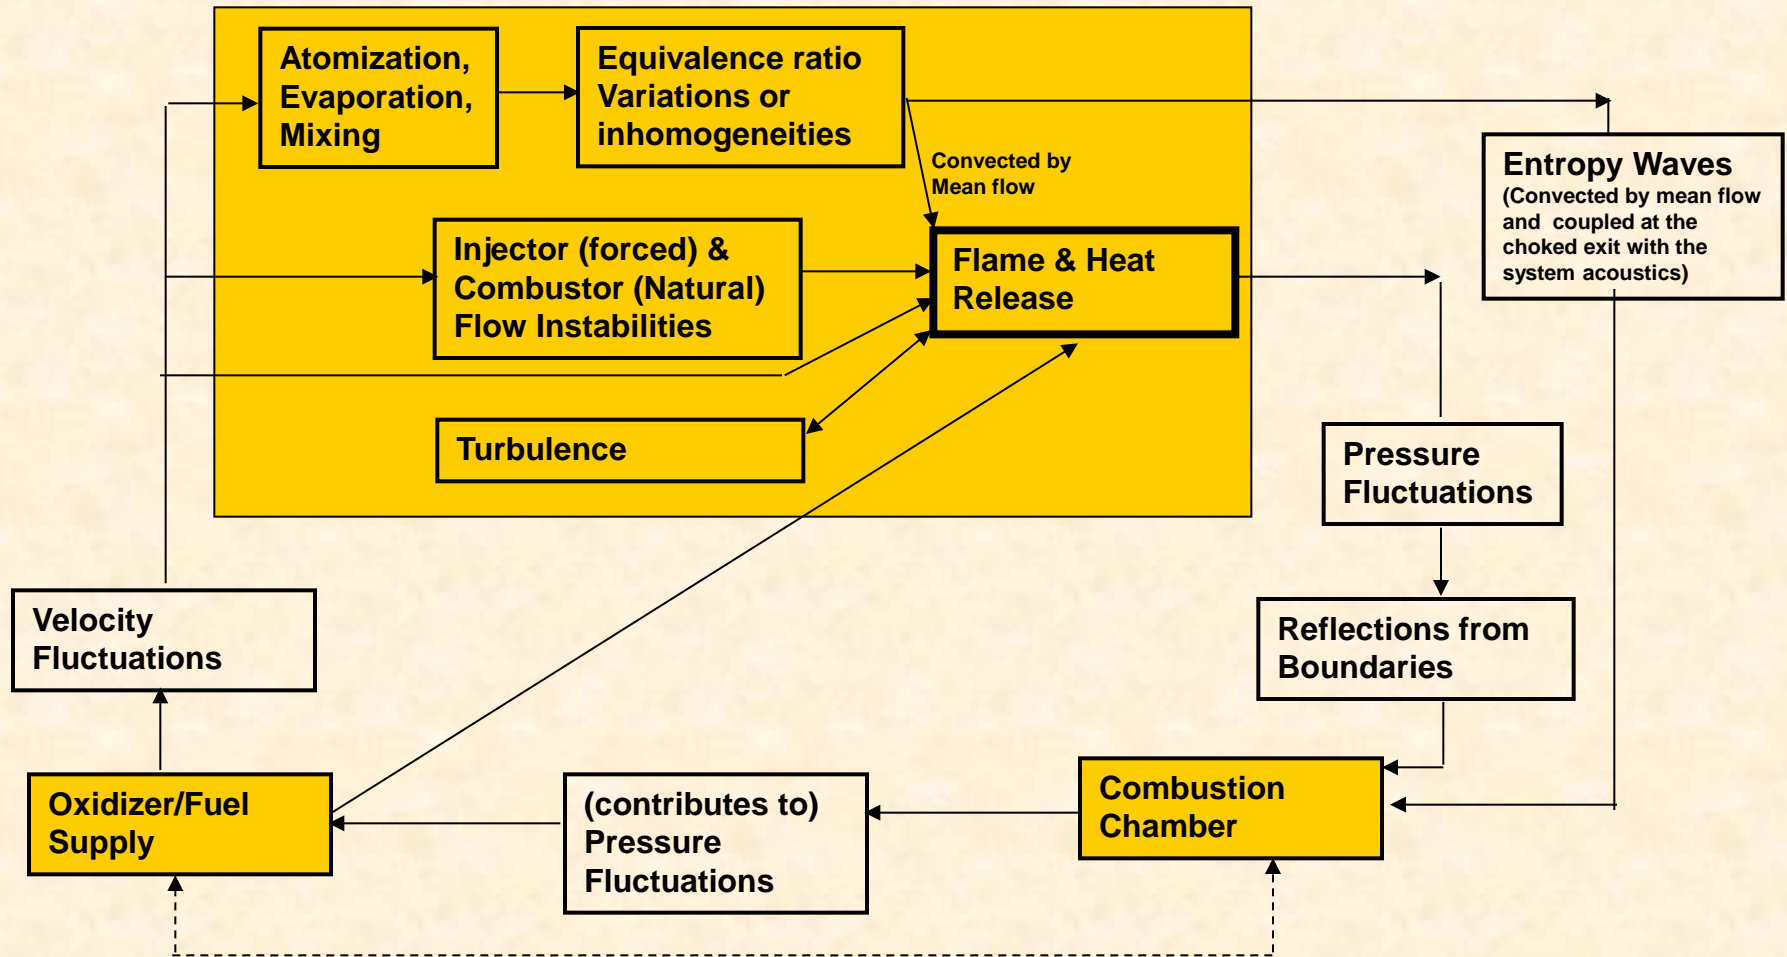 Atomization,
Evaporation,
Mixing
Equivalence ratio
Variations or
inhomogeneities
Convected by
Mean flow
Entropy Waves
(Convected by mean flow
and coupled at the
choked exit with the
system acoustics)
Injector (forced) &
Combustor (Natural)
Flow Instabilities
Flame & Heat
Release
Turbulence
Pressure
Fluctuations
Velocity
Fluctuations
Reflections from
Boundaries
Oxidizer/Fuel
Supply
(contributes to)
Pressure
Fluctuations
Combustion
Chamber